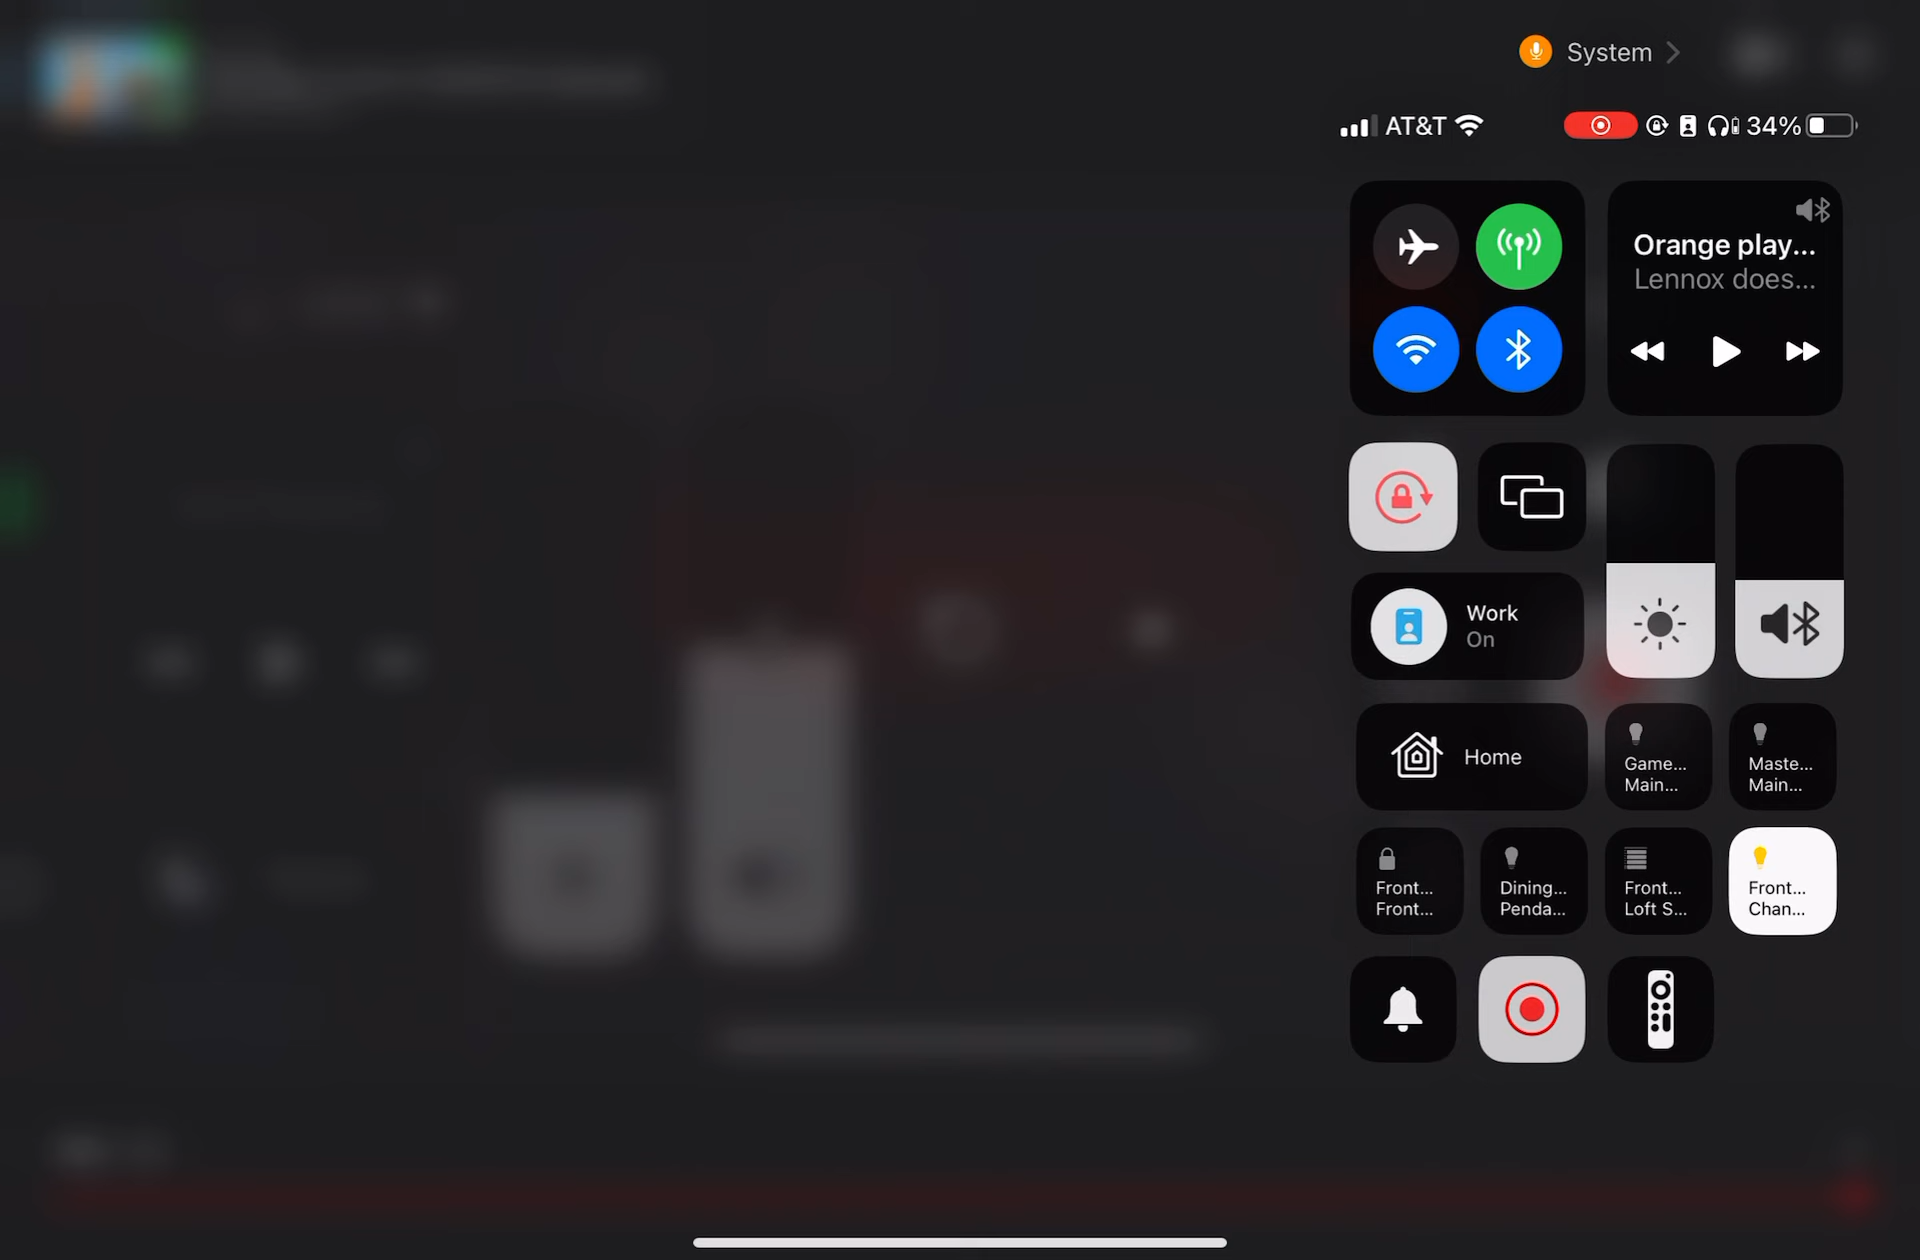 System
AT&T
34%
Orange play...
Lennox does...
Work
On
Home
Game...
Main...
Maste...
Main...
Front...
Front...
Dining...
Penda...
Front...
Loft S...
Front...
Chan...